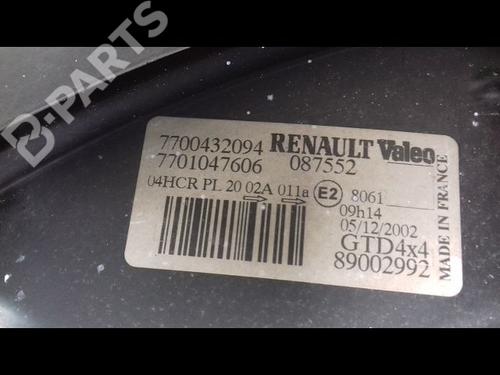 B-PARTS
7700432094 RENAULT Valeo
7701047606 087552
04HCR PL 20 02A 011a E2 8061
09h14
05/12/2002
GTD4x4
89002992
MADE IN FRANCE